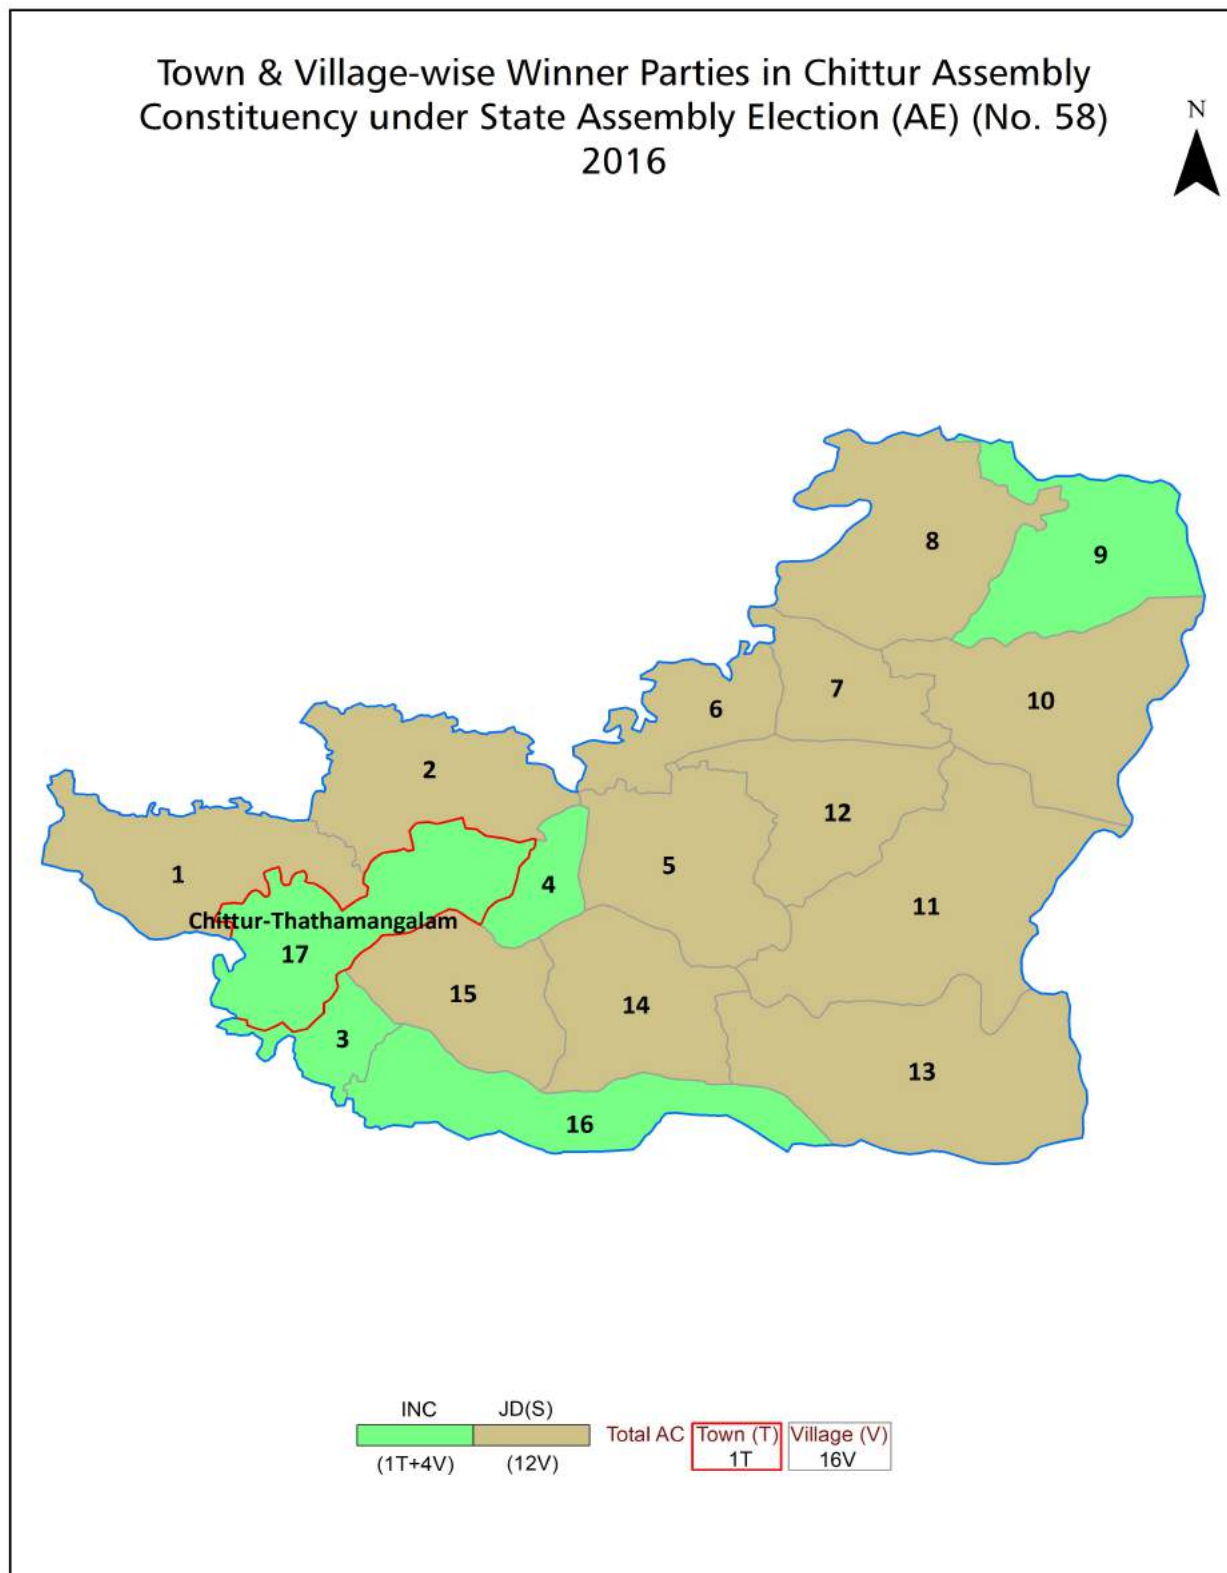 Town & Village-wise Winner Parties in Chittur Assembly
Constituency under State Assembly Election (AE) (No. 58)
2016
N
8
9
7
10
6
2
12
5
1
4
11
Chittur-Thathamangalam
17
15
14
3
13
16
INC JD(S)
Total AC Town (T) Village (V)
(1T+4V) (12V) 1T 16V